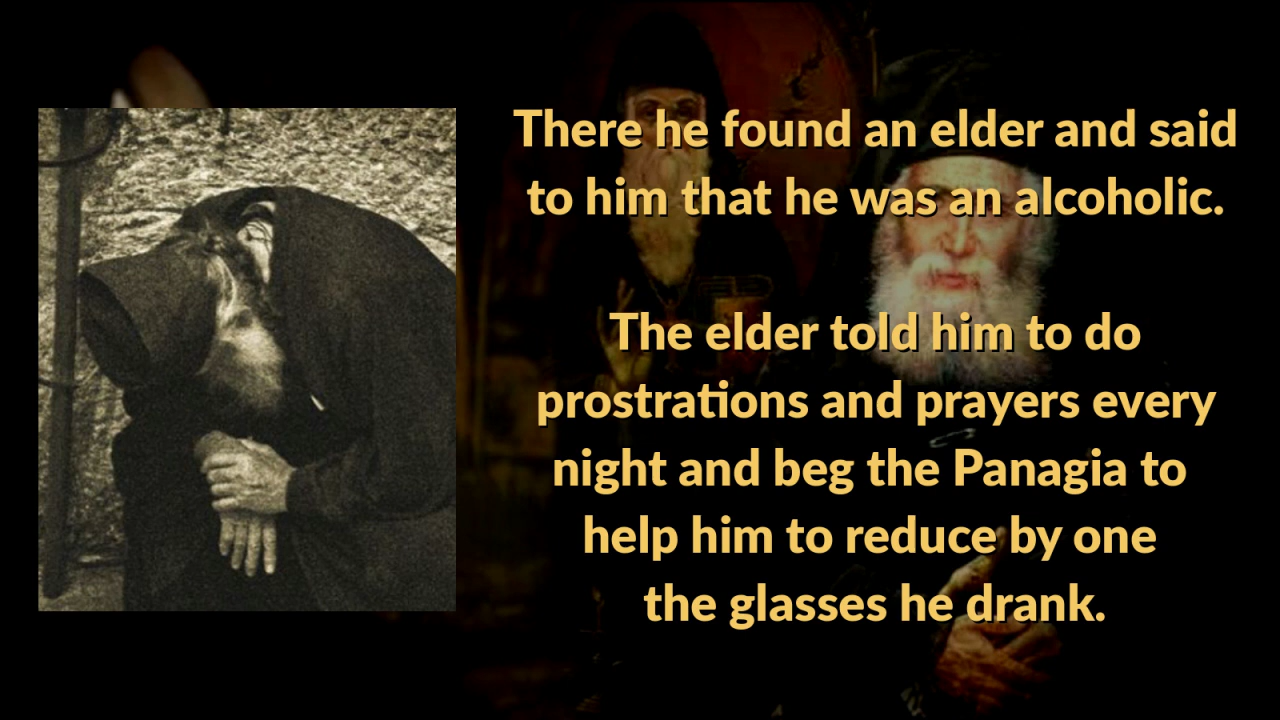 There he found an elder and said
to him that he was an alcoholic.
The elder told him to do
prostrations and prayers every
night and beg the Panagia to
help him to reduce by one
the glasses he drank.